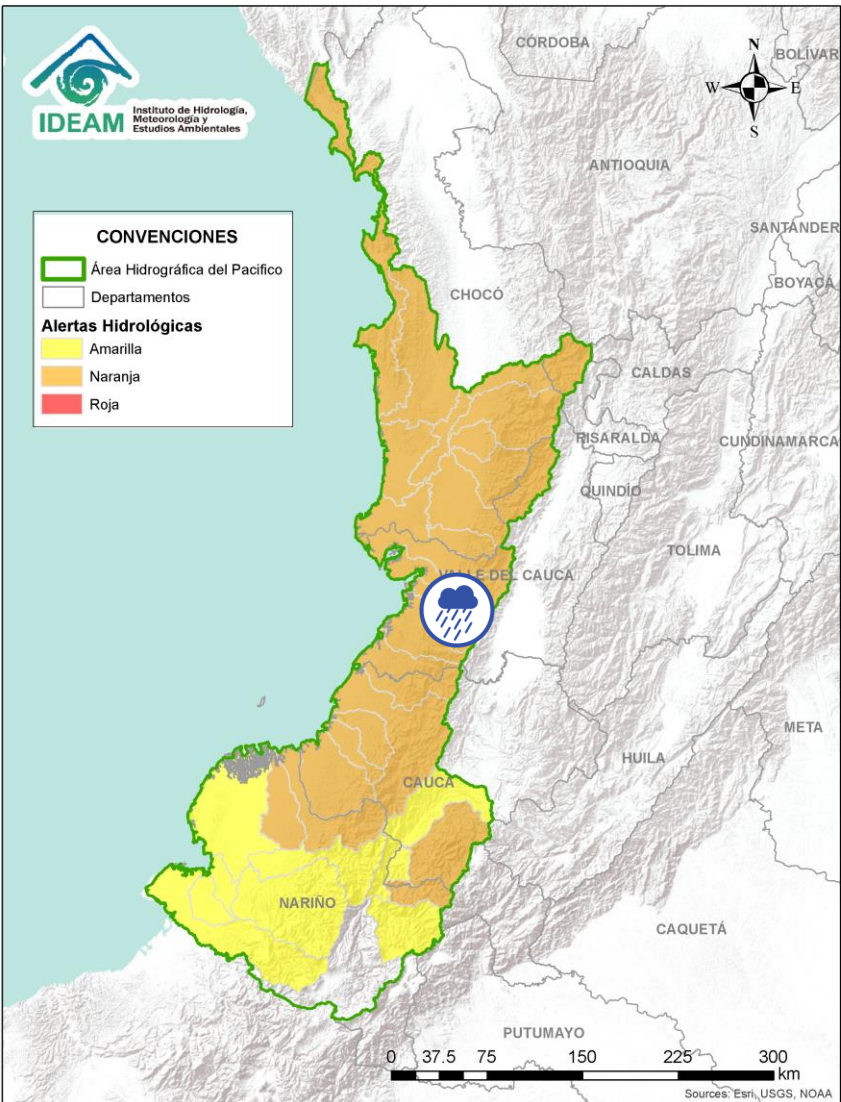 IDEAM
Instituto de Hidrología,
Meteorología y
Estudios Ambientales
CÓRDOBA
BOLIVAR
N
W
E
S
ANTIOQUIA
SANTANDER
BOYACÁ
CONVENCIONES
Área Hidrográfica del Pacifico
Departamentos
Alertas Hidrológicas
Amarilla
Naranja
Roja
CHOCÓ
CALDAS
RISARALDA
CUNDINAMARCA
QUINDÍO
TOLIMA
VALLE DEL CAUCA
META
HUILA
CAUCA
NARIÑO
CAQUETÁ
PUTUMAYO
0 37.5 75 150 225 300
km
Sources: Esri, USGS, NOAA